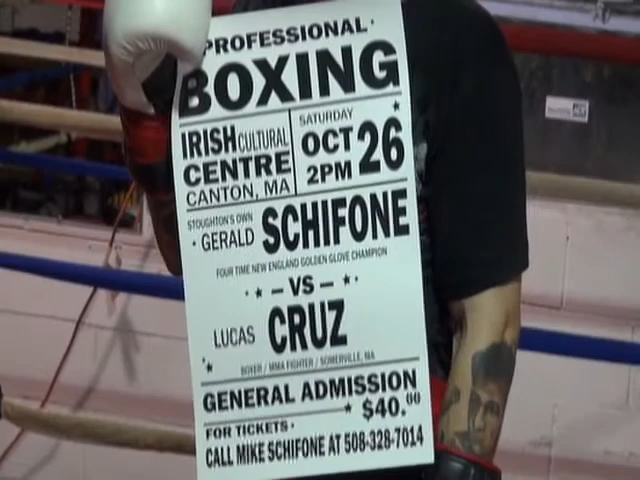 PROFESSIONAL
BOXING
IRISH CULTURAL
CENTRE
CANTON, MA
SATURDAY
OCT 26
2PM
STOUGHTON'S OWN
GERALD SCHIFONE
FOUR TIME NEW ENGLAND GOLDEN GLOVE CHAMPION
- VS -
LUCAS CRUZ
BOXER / MMA FIGHTER / SOMERVILLE, MA
GENERAL ADMISSION
$40.00
FOR TICKETS
CALL MIKE SCHIFONE AT 508-328-7014